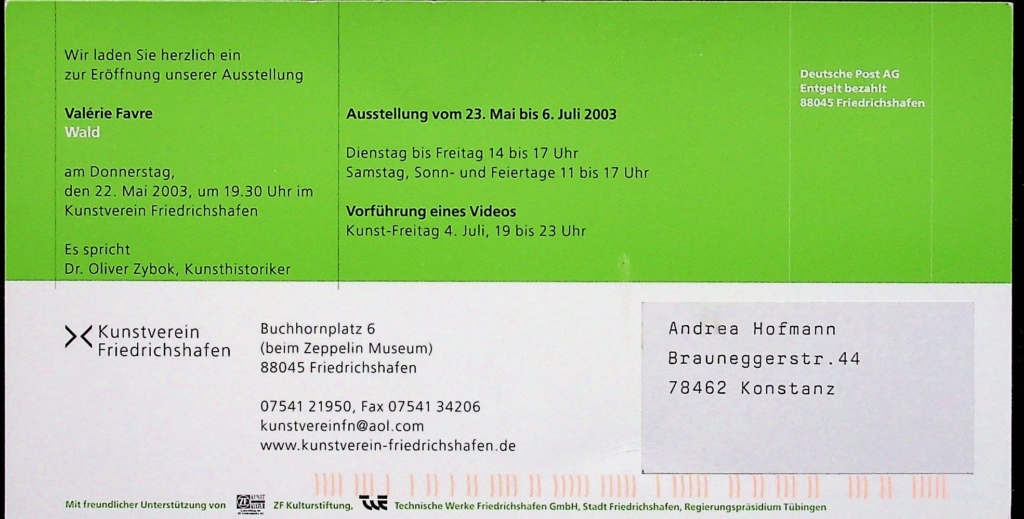 Wir laden Sie herzlich ein
zur Eröffnung unserer Ausstellung
Valérie Favre
Wald
am Donnerstag,
den 22. Mai 2003, um 19.30 Uhr im
Kunstverein Friedrichshafen
Es spricht
Dr. Oliver Zybok, Kunsthistoriker
Ausstellung vom 23. Mai bis 6. Juli 2003
Dienstag bis Freitag 14 bis 17 Uhr
Samstag, Sonn- und Feiertage 11 bis 17 Uhr
Vorführung eines Videos
Kunst-Freitag 4. Juli, 19 bis 23 Uhr
Deutsche Post AG
Entgelt bezahlt
88045 Friedrichshafen
Kunstverein
Friedrichshafen
Buchhornplatz 6
(beim Zeppelin Museum)
88045 Friedrichshafen
07541 21950, Fax 07541 34206
kunstvereinfn@aol.com
www.kunstverein-friedrichshafen.de
Andrea Hofmann
Brauneggerstr.44
78462 Konstanz
Mit freundlicher Unterstützung von ZF KUNST ZF Kulturstiftung, TWF Technische Werke Friedrichshafen GmbH, Stadt Friedrichshafen, Regierungspräsidium Tübingen